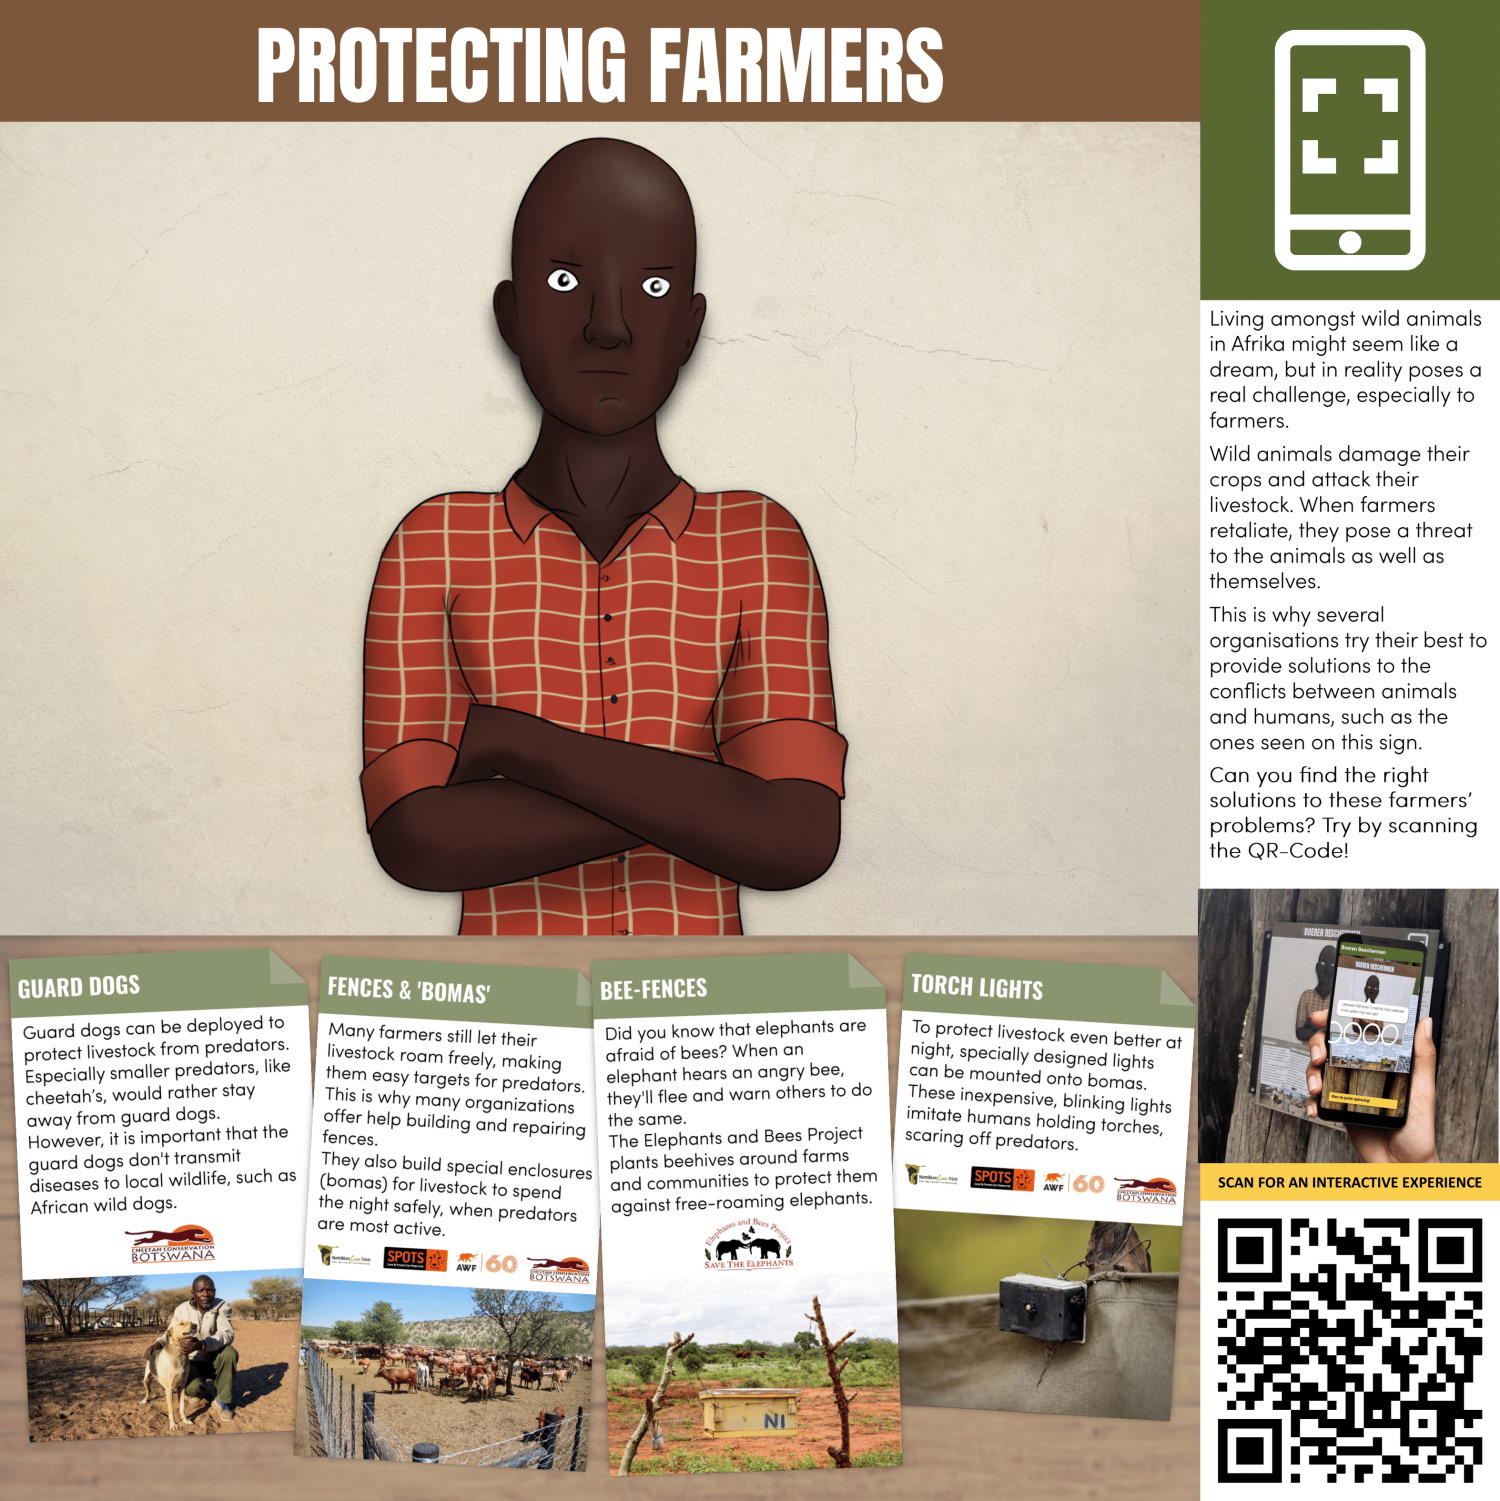 PROTECTING FARMERS
Living amongst wild animals
in Afrika might seem like a
dream, but in reality poses a
real challenge, especially to
farmers.
Wild animals damage their
crops and attack their
livestock. When farmers
retaliate, they pose a threat
to the animals as well as
themselves.
This is why several
organisations try their best to
provide solutions to the
conflicts between animals
and humans, such as the
ones seen on this sign.
Can you find the right
solutions to these farmers'
problems? Try by scanning
the QR-Code!
BOEREN BESCHERMEN
Boeren Beschermen
BOEREN BESCHERMEN
SCAN FOR AN INTERACTIVE EXPERIENCE
GUARD DOGS
Guard dogs can be deployed to
protect livestock from predators.
Especially smaller predators, like
cheetah's, would rather stay
away from guard dogs.
However, it is important that the
guard dogs don't transmit
diseases to local wildlife, such as
African wild dogs.
CHEETAH CONSERVATION
BOTSWANA
FENCES & 'BOMAS'
Many farmers still let their
livestock roam freely, making
them easy targets for predators.
This is why many organizations
offer help building and repairing
fences.
They also build special enclosures
(bomas) for livestock to spend
the night safely, when predators
are most active.
Namibian Lion Trust
SPOTS
AWF 60
CHEETAH CONSERVATION
BOTSWANA
BEE-FENCES
Did you know that elephants are
afraid of bees? When an
elephant hears an angry bee,
they'll flee and warn others to do
the same.
The Elephants and Bees Project
plants beehives around farms
and communities to protect them
against free-roaming elephants.
Elephants and Bees Project
SAVE THE ELEPHANTS
NI
TORCH LIGHTS
To protect livestock even better at
night, specially designed lights
can be mounted onto bomas.
These inexpensive, blinking lights
imitate humans holding torches,
scaring off predators.
Namibian Lion Trust
SPOTS
AWF 60
CHEETAH CONSERVATION
BOTSWANA